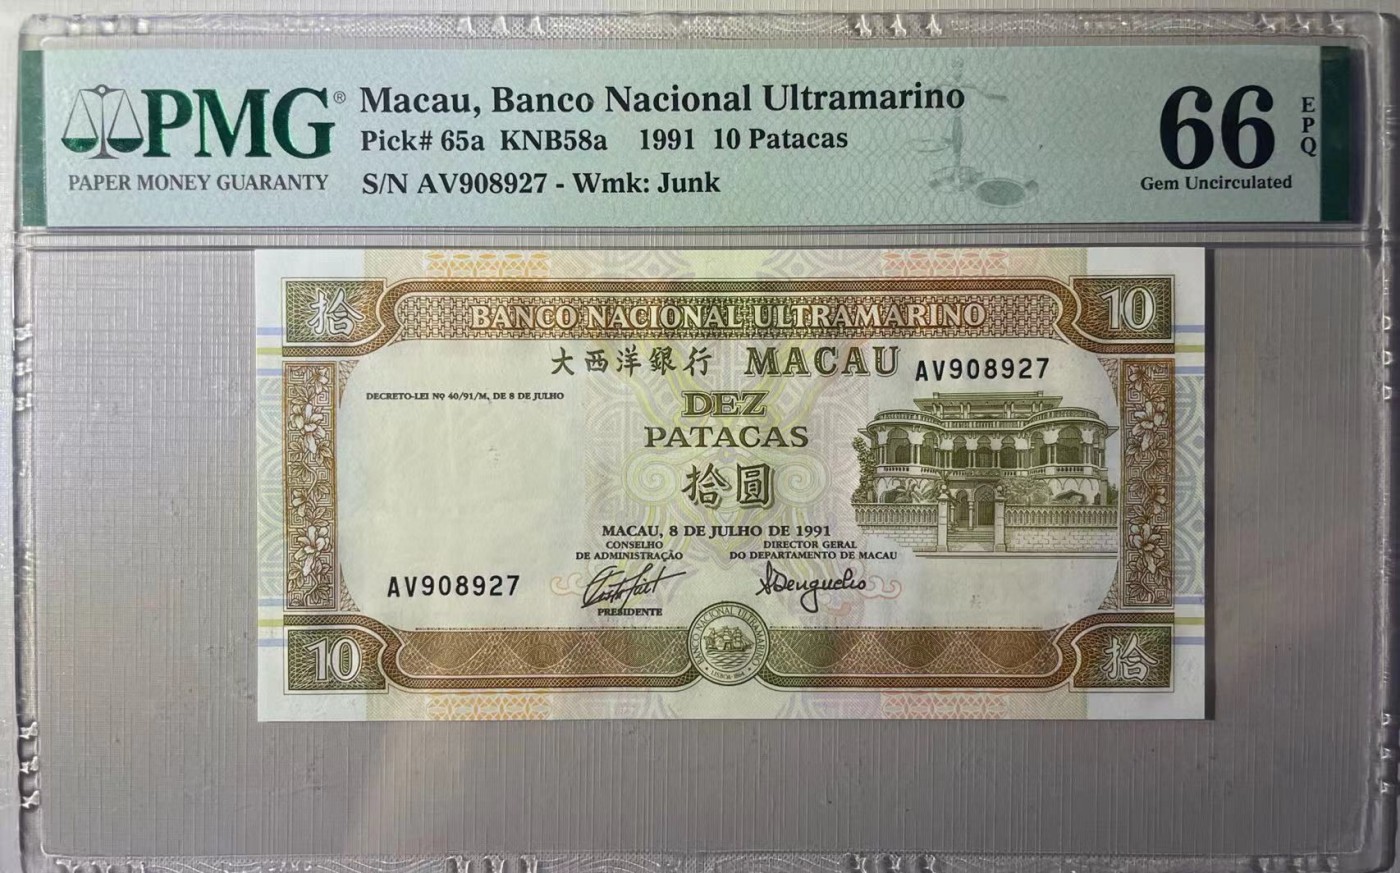 PMG®
PAPER MONEY GUARANTY
Macau, Banco Nacional Ultramarino
Pick# 65a KNB58a 1991 10 Patacas
S/N AV908927 - Wmk: Junk
66 EPQ
Gem Uncirculated
拾
10
BANCO NACIONAL ULTRAMARINO
大西洋銀行 MACAU AV908927
DECRETO-LEI Nº 40/91/M, DE 8 DE JULHO
DEZ
PATACAS
拾圓
MACAU, 8 DE JULHO DE 1991
CONSELHO
DE ADMINISTRAÇÃO
DIRECTOR GERAL
DO DEPARTAMENTO DE MACAU
AV908927
PRESIDENTE
BANCO NACIONAL ULTRAMARINO
10
拾